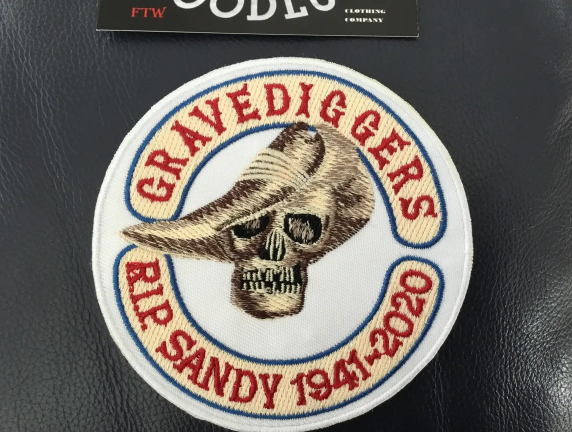 FTW
CLOTHING
COMPANY
GRAVEDIGGERS
R.I.P. SANDY 1941-2020